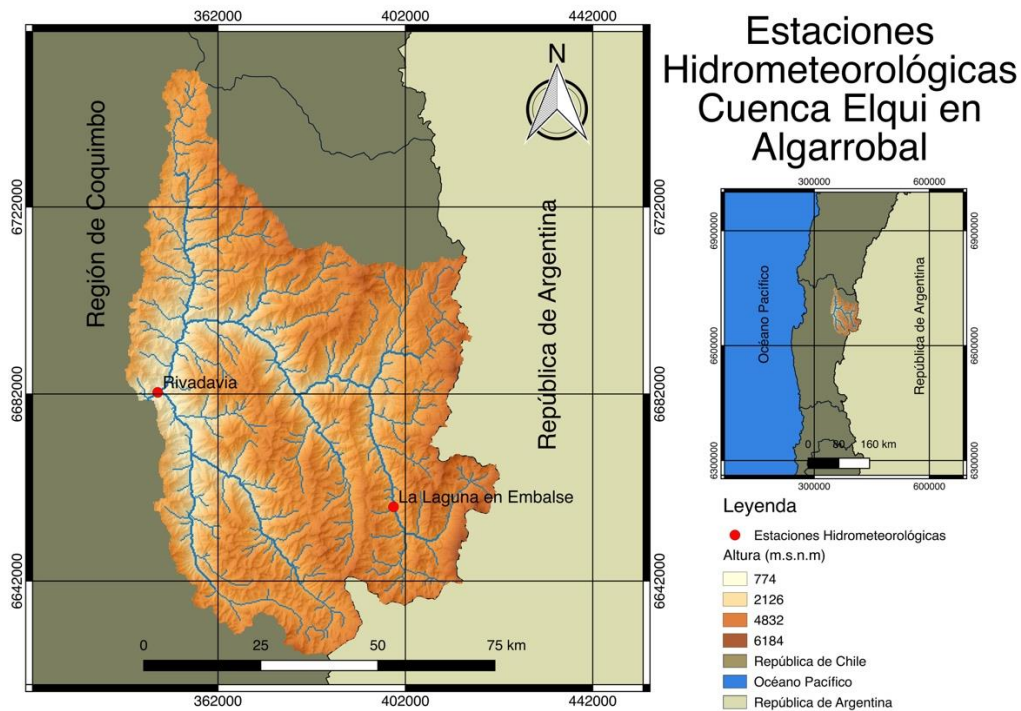 Estaciones
Hidrometeorológicas
Cuenca Elqui en
Algarrobal
362000
402000
442000
N
6722000
6722000
Región de Coquimbo
República de Argentina
Rivadavia
6682000
6682000
La Laguna en Embalse
6642000
6642000
0 25 50 75 km
362000
402000
442000
300000
600000
6900000
6900000
Océano Pacífico
República de Argentina
6600000
6600000
0 80 160 km
6300000
6300000
300000
600000
Leyenda
Estaciones Hidrometeorológicas
Altura (m.s.n.m)
774
2126
4832
6184
República de Chile
Océano Pacífico
República de Argentina